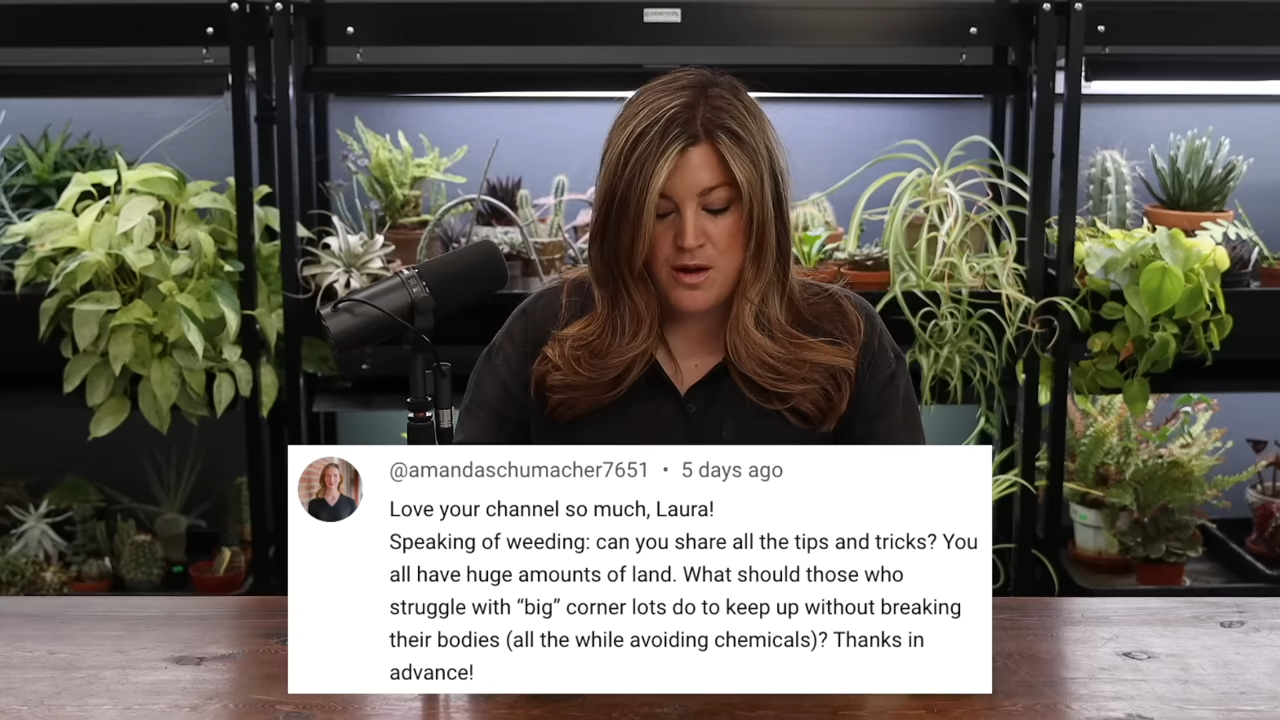 @amandaschumacher7651 • 5 days ago
Love your channel so much, Laura!
Speaking of weeding: can you share all the tips and tricks? You
all have huge amounts of land. What should those who
struggle with “big” corner lots do to keep up without breaking
their bodies (all the while avoiding chemicals)? Thanks in
advance!